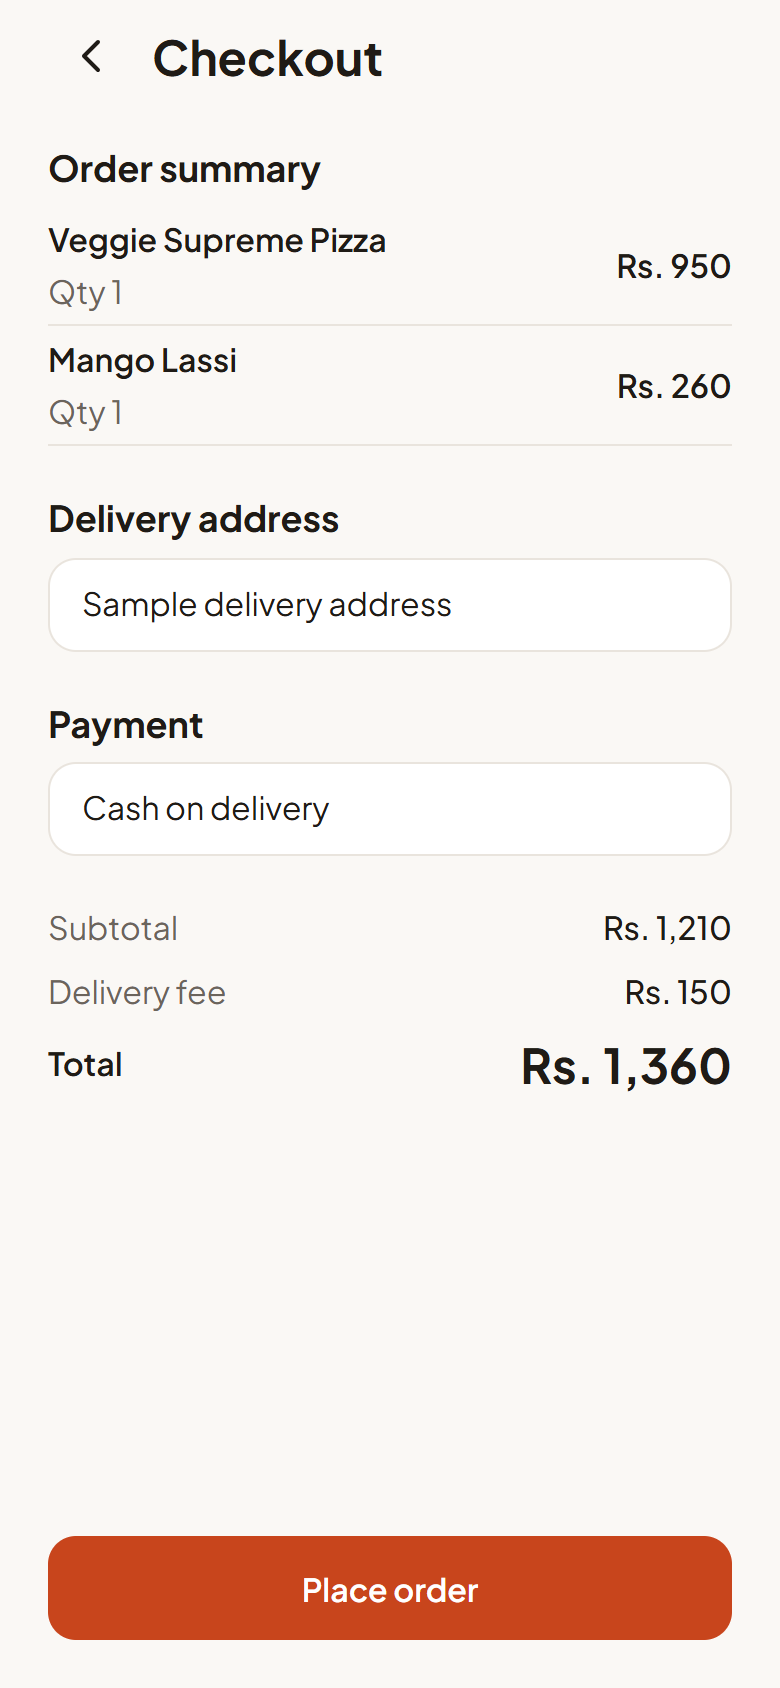 Checkout
Order summary
Veggie Supreme Pizza
Qty 1
Rs. 950
Mango Lassi
Qty 1
Rs. 260
Delivery address
Sample delivery address
Payment
Cash on delivery
Subtotal Rs. 1,210
Delivery fee Rs. 150
Total Rs. 1,360
Place order